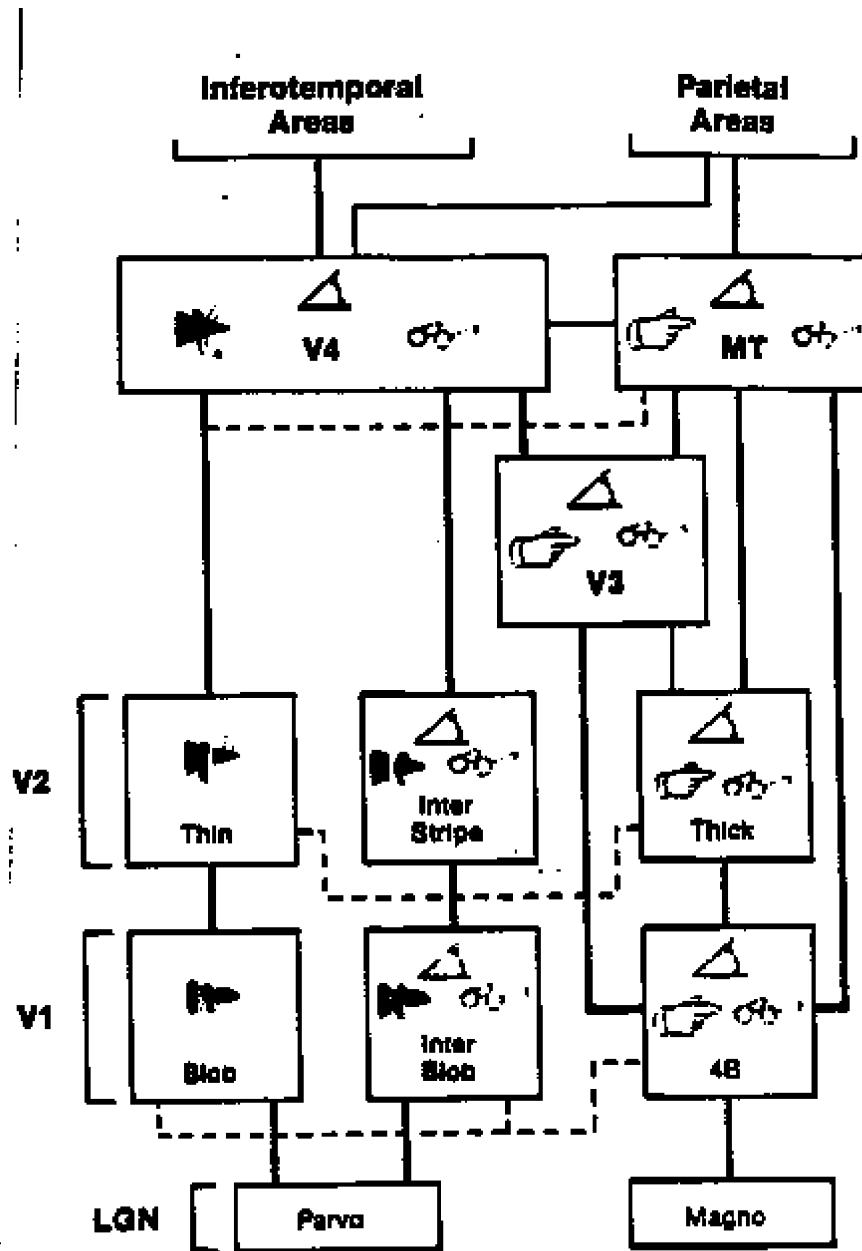 Inferotemporal
Areas
Parietal
Areas
V4
MT
V3
V2
Thin
Inter
Stripe
Thick
V1
Blob
Inter
Blob
4B
LGN
Parvo
Magno